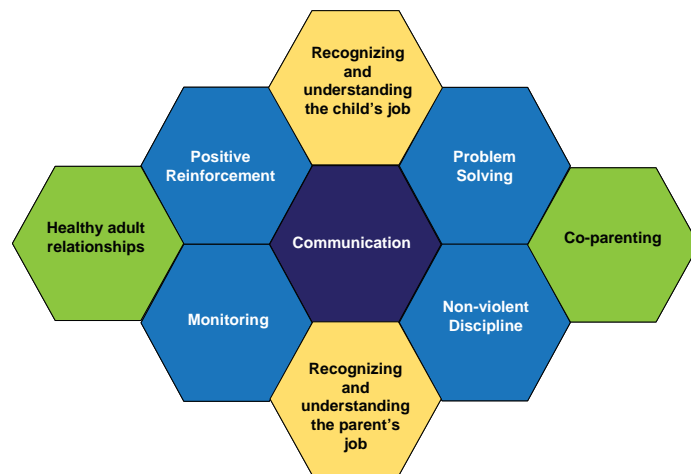 Recognizing
and
understanding
the child's job
Positive
Reinforcement
Problem
Solving
Healthy adult
relationships
Communication
Co-parenting
Monitoring
Non-violent
Discipline
Recognizing
and
understanding
the parent's
job